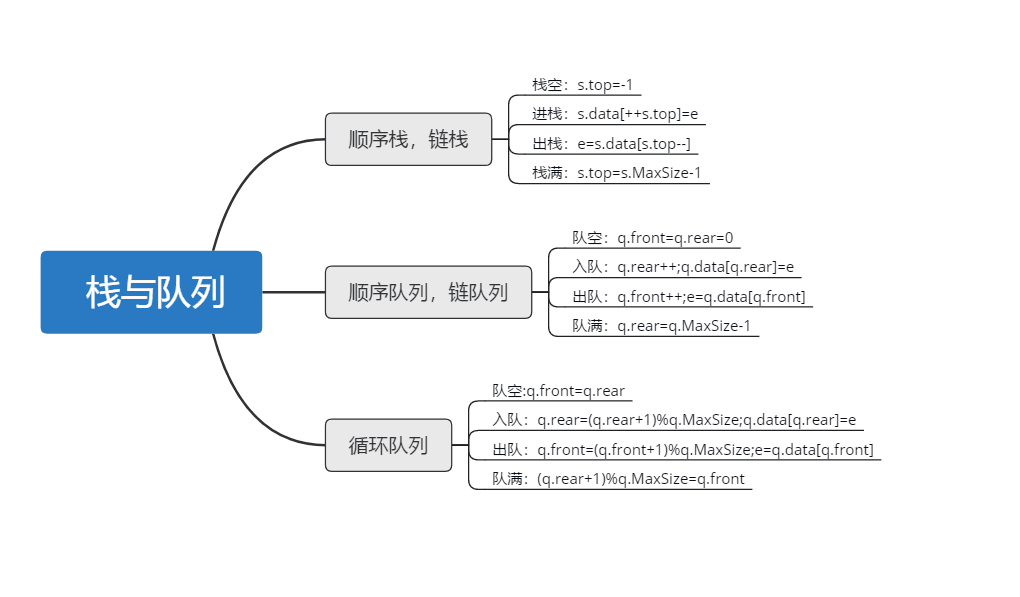 栈与队列
顺序栈，链栈
栈空：s.top=-1
进栈：s.data[++s.top]=e
出栈：e=s.data[s.top--]
栈满：s.top=s.MaxSize-1
顺序队列，链队列
队空：q.front=q.rear=0
入队：q.rear++;q.data[q.rear]=e
出队：q.front++;e=q.data[q.front]
队满：q.rear=q.MaxSize-1
循环队列
队空:q.front=q.rear
入队：q.rear=(q.rear+1)%q.MaxSize;q.data[q.rear]=e
出队：q.front=(q.front+1)%q.MaxSize;e=q.data[q.front]
队满：(q.rear+1)%q.MaxSize=q.front